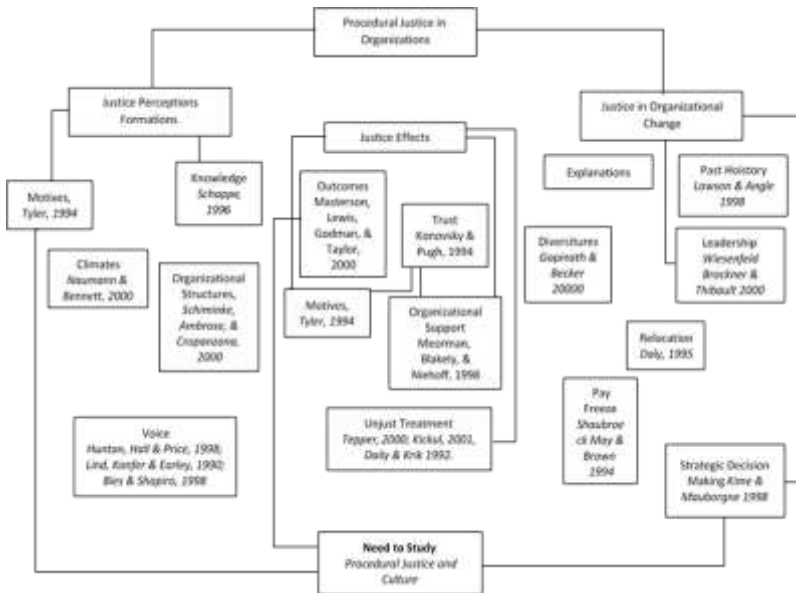 Procedural Justice in
Organizations
Justice Perceptions
Formations
Justice Effects
Justice in Organizational
Change
Motives,
Tyler, 1994
Knowledge
Schappe,
1996
Outcomes
Masterson,
Lewis,
Godman, &
Taylor,
2000
Trust
Konovsky &
Pugh, 1994
Explanations
Past Hoistory
Lawson & Angle
1998
Climates
Naumann &
Bennett, 2000
Organizational
Structures,
Schiminke,
Ambrose, &
Cropanzano,
2000
Motives,
Tyler, 1994
Organizational
Support
Meorman,
Blakely, &
Niehoff, 1998
Diversitures
Gopinath &
Becker
20000
Leadership
Wiesenfeld
Brockner &
Thibault 2000
Relocation
Daly, 1995
Voice
Huntan, Hall & Price, 1998;
Lind, Kanfer & Earley, 1990;
Bies & Shapiro, 1998
Unjust Treatment
Tepper, 2000; Kickul, 2001,
Daily & Krik 1992.
Pay
Freeze
Shaubroe
ck May &
Brown
1994
Strategic Decision
Making Kime &
Mauborgne 1998
Need to Study
Procedural Justice and
Culture